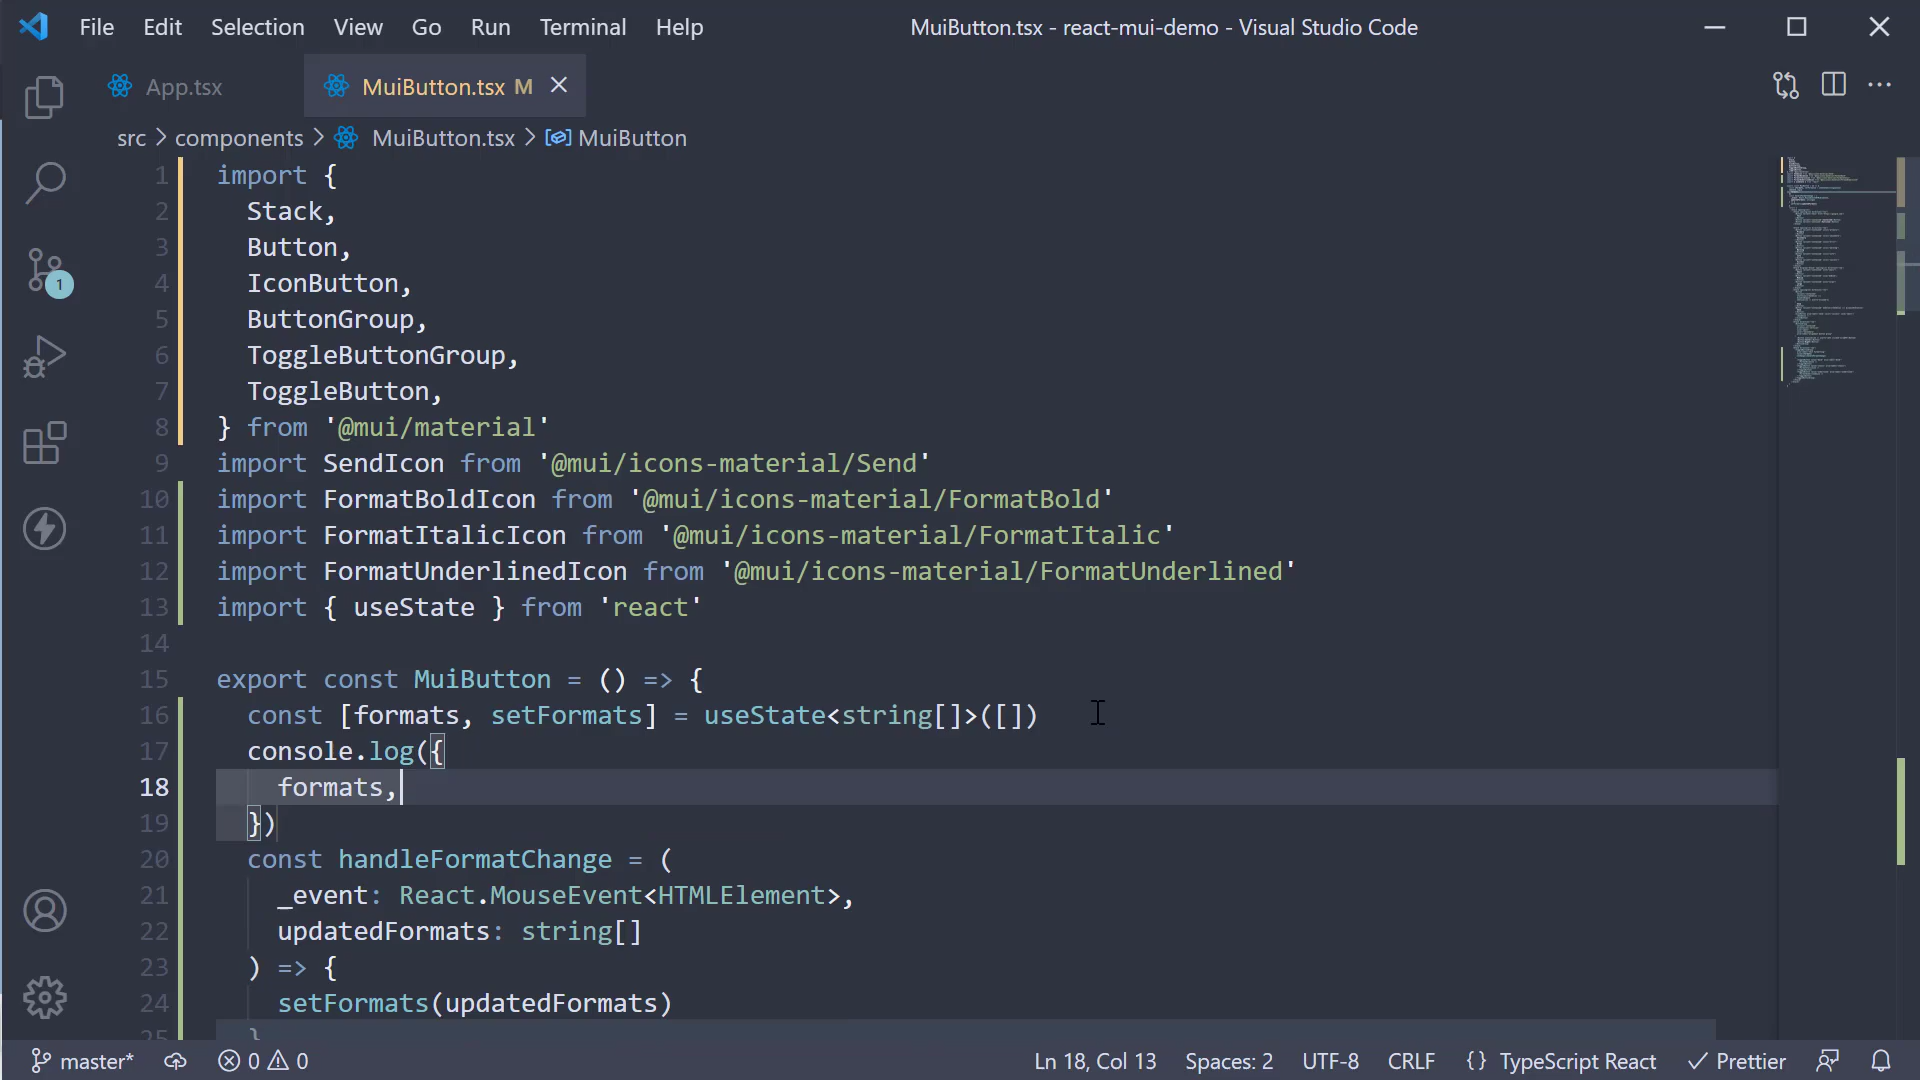 File Edit Selection View Go Run Terminal Help MuiButton.tsx - react-mui-demo - Visual Studio Code
App.tsx MuiButton.tsx M
src > components > MuiButton.tsx > MuiButton
1 import {
2 Stack,
3 Button,
4 IconButton,
5 ButtonGroup,
6 ToggleButtonGroup,
7 ToggleButton,
8 } from '@mui/material'
9 import SendIcon from '@mui/icons-material/Send'
10 import FormatBoldIcon from '@mui/icons-material/FormatBold'
11 import FormatItalicIcon from '@mui/icons-material/FormatItalic'
12 import FormatUnderlinedIcon from '@mui/icons-material/FormatUnderlined'
13 import { useState } from 'react'
14
15 export const MuiButton = () => {
16 const [formats, setFormats] = useState<string[]>([])
17 console.log({
18 formats,
19 })
20 const handleFormatChange = (
21 _event: React.MouseEvent<HTMLElement>,
22 updatedFormats: string[]
23 ) => {
24 setFormats(updatedFormats)
25 }
1
master* 0 0 Ln 18, Col 13 Spaces: 2 UTF-8 CRLF {} TypeScript React Prettier